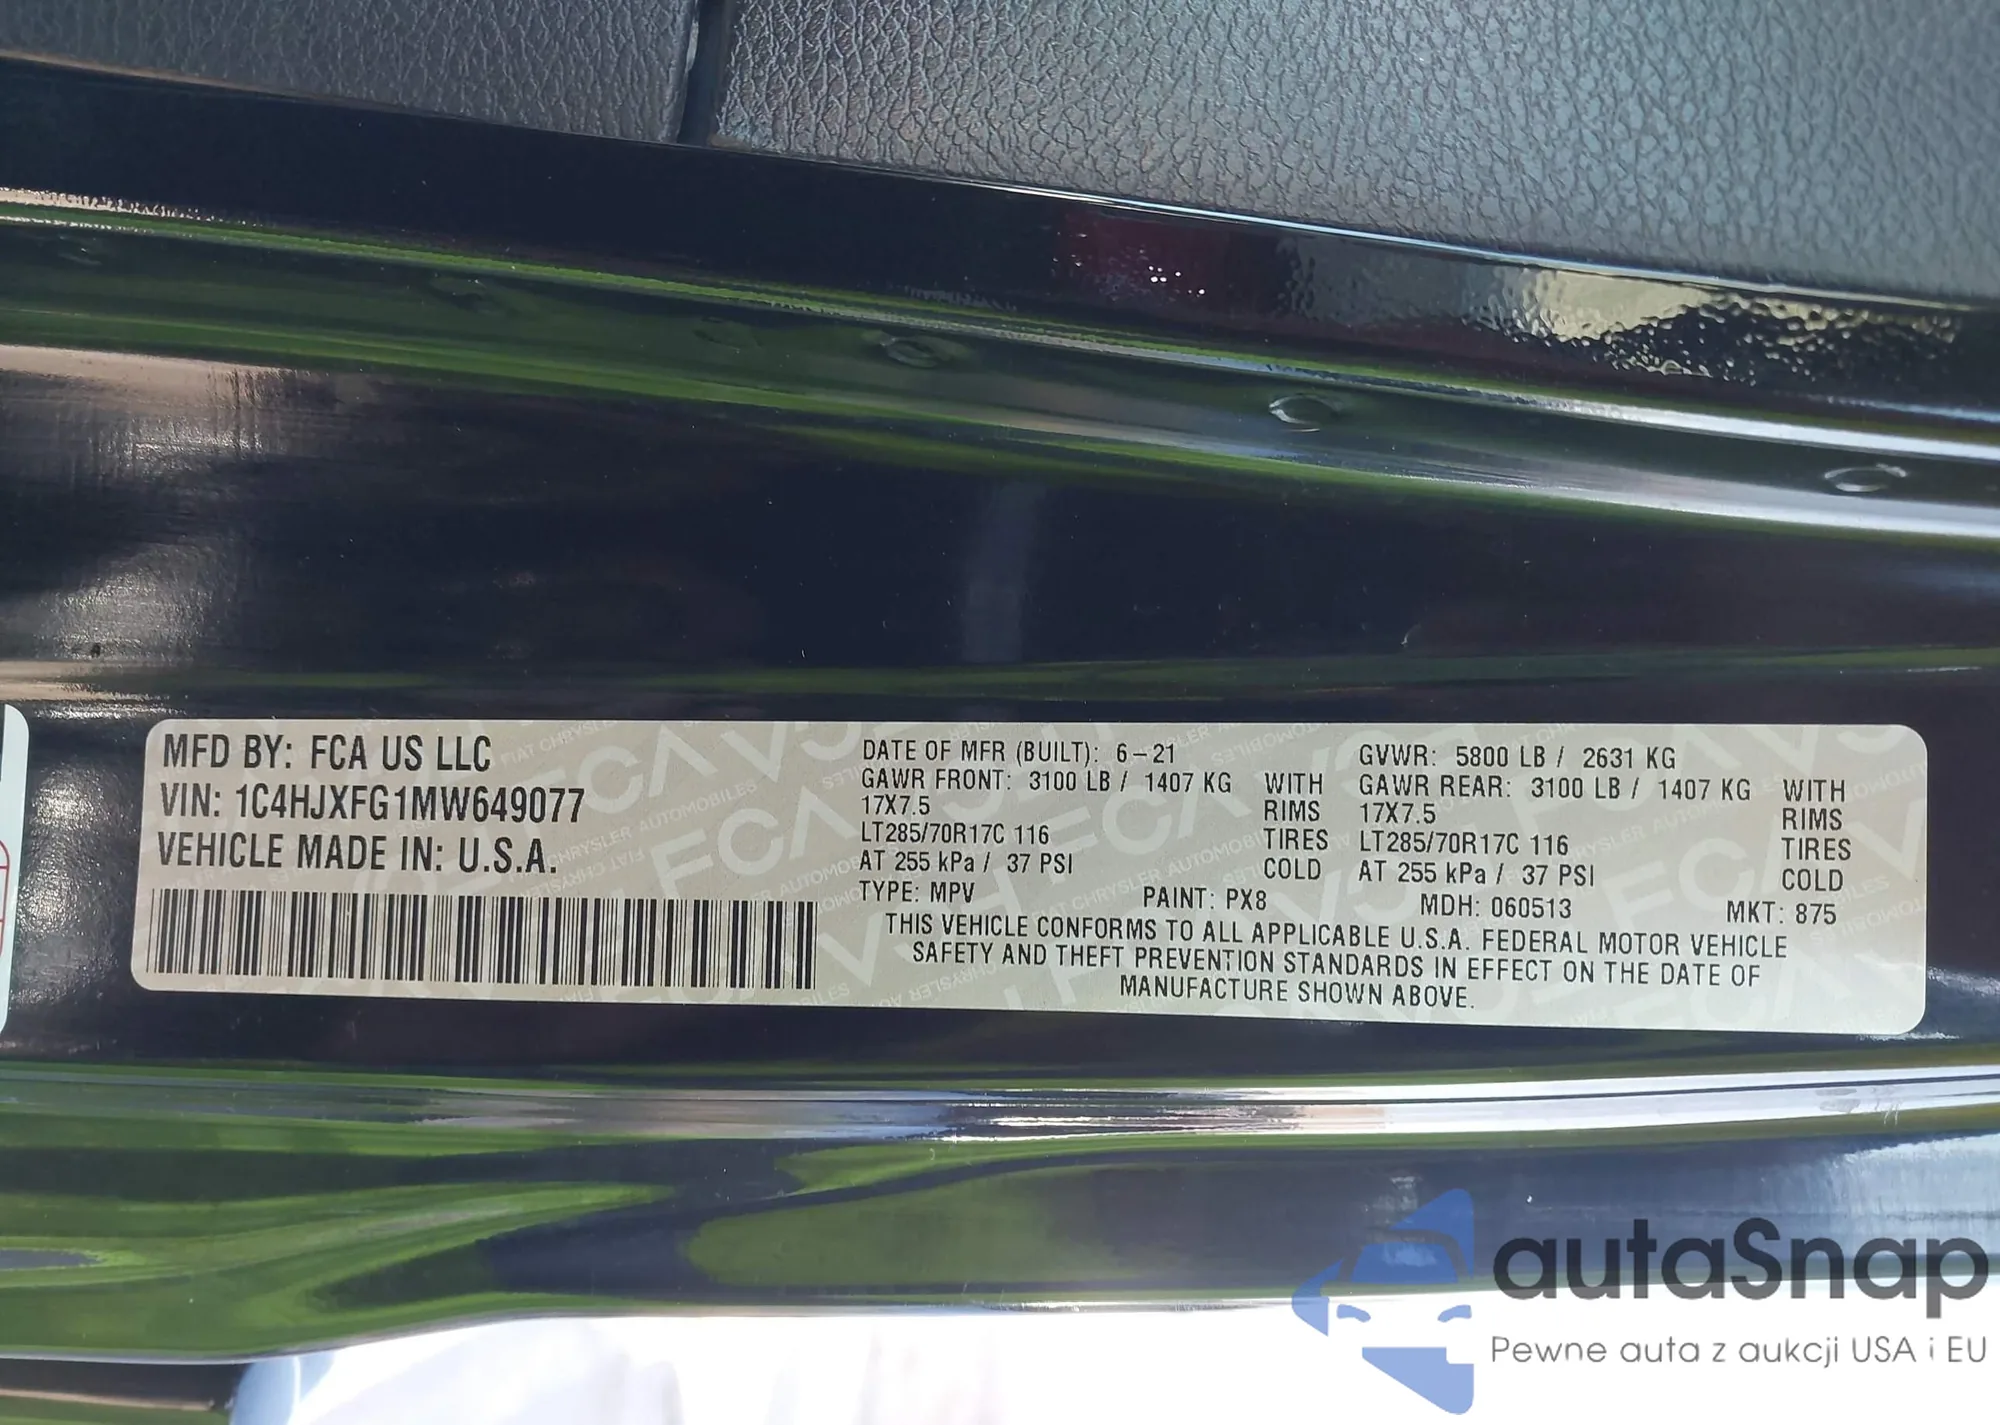 MFD BY: FCA US LLC
VIN: 1C4HJXFG1MW649077
VEHICLE MADE IN: U.S.A.
DATE OF MFR (BUILT): 6-21 GVWR: 5800 LB / 2631 KG
GAWR FRONT: 3100 LB / 1407 KG WITH GAWR REAR: 3100 LB / 1407 KG WITH
17X7.5 RIMS 17X7.5 RIMS
LT285/70R17C 116 TIRES LT285/70R17C 116 TIRES
AT 255 kPa / 37 PSI COLD AT 255 kPa / 37 PSI COLD
TYPE: MPV PAINT: PX8 MDH: 060513 MKT: 875
THIS VEHICLE CONFORMS TO ALL APPLICABLE U.S.A. FEDERAL MOTOR VEHICLE
SAFETY AND THEFT PREVENTION STANDARDS IN EFFECT ON THE DATE OF
MANUFACTURE SHOWN ABOVE.
autaSnap
Pewne auta z aukcji USA i EU